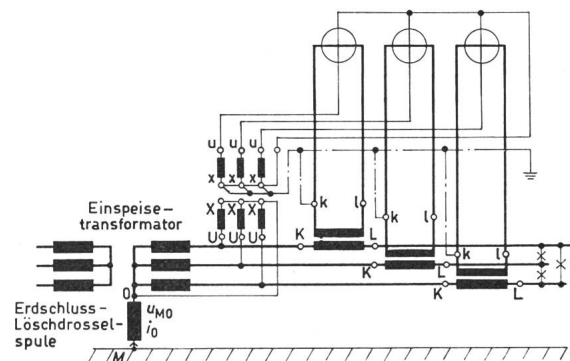 u u u
x x x
k l k l k l
X X X
U U U
K L
K L
K L
Einspeise-
transformator
0
Erdschluss-
Löschdrossel-
spule
u_M0
i_0
M